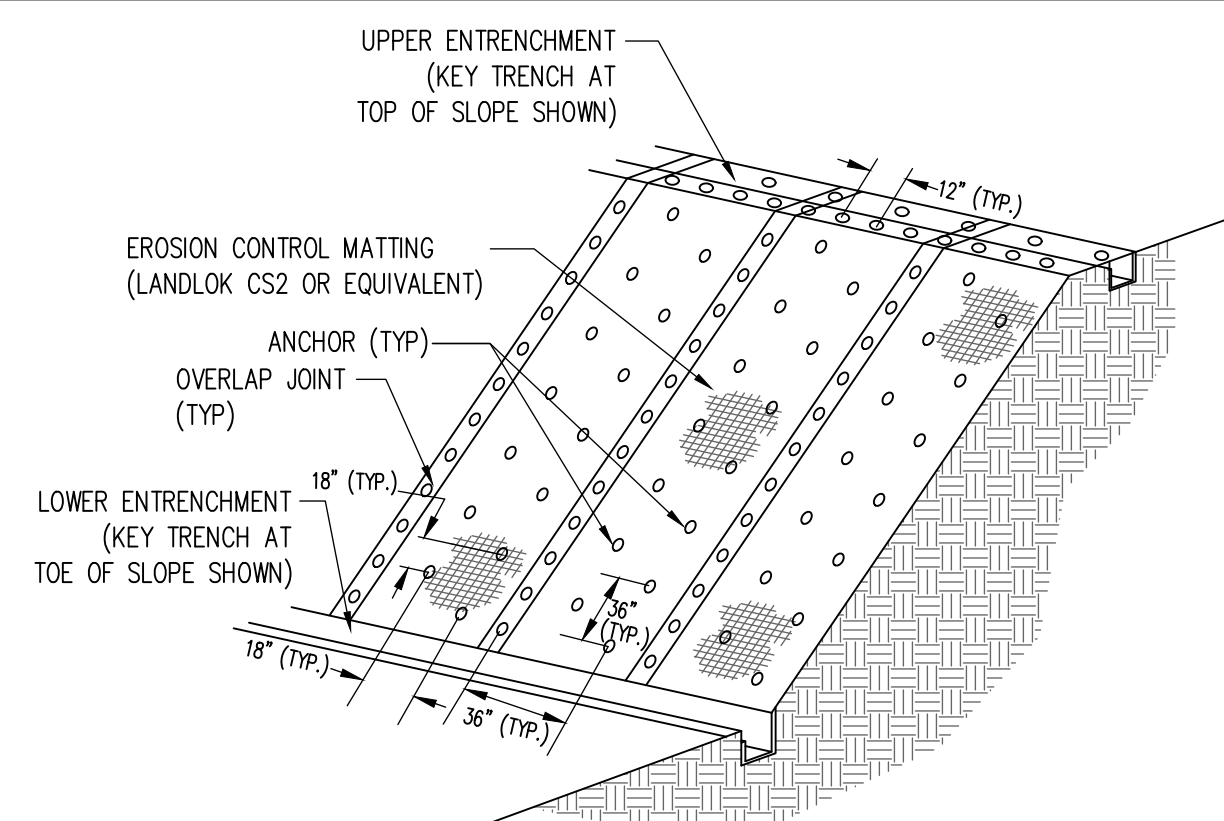 UPPER ENTRENCHMENT
(KEY TRENCH AT
TOP OF SLOPE SHOWN)
12" (TYP.)
EROSION CONTROL MATTING
(LANDLOK CS2 OR EQUIVALENT)
ANCHOR (TYP)
OVERLAP JOINT
(TYP)
18" (TYP.)
LOWER ENTRENCHMENT
(KEY TRENCH AT
TOE OF SLOPE SHOWN)
36"
(TYP.)
18" (TYP.)
36" (TYP.)